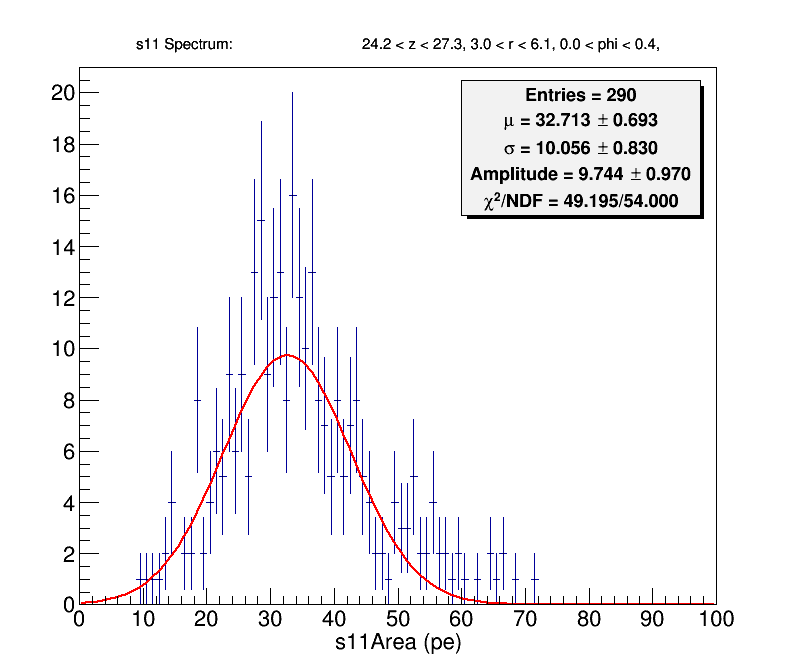 s11 Spectrum: 24.2 < z < 27.3, 3.0 < r < 6.1, 0.0 < phi < 0.4,
Entries = 290
μ = 32.713 ± 0.693
σ = 10.056 ± 0.830
Amplitude = 9.744 ± 0.970
χ²/NDF = 49.195/54.000
20
18
16
14
12
10
8
6
4
2
0
0 10 20 30 40 50 60 70 80 90 100
s11Area (pe)